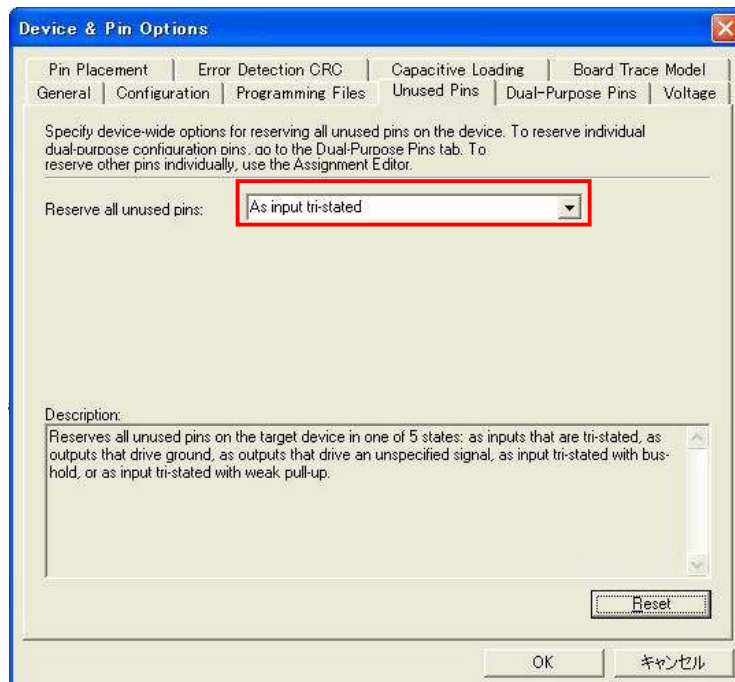 Device & Pin Options
Pin Placement
Error Detection CRC
Capacitive Loading
Board Trace Model
General
Configuration
Programming Files
Unused Pins
Dual-Purpose Pins
Voltage
Specify device-wide options for reserving all unused pins on the device. To reserve individual
dual-purpose configuration pins, go to the Dual-Purpose Pins tab. To
reserve other pins individually, use the Assignment Editor.
Reserve all unused pins:
As input tri-stated
Description:
Reserves all unused pins on the target device in one of 5 states: as inputs that are tri-stated, as
outputs that drive ground, as outputs that drive an unspecified signal, as input tri-stated with bus-
hold, or as input tri-stated with weak pull-up.
Reset
OK
キャンセル